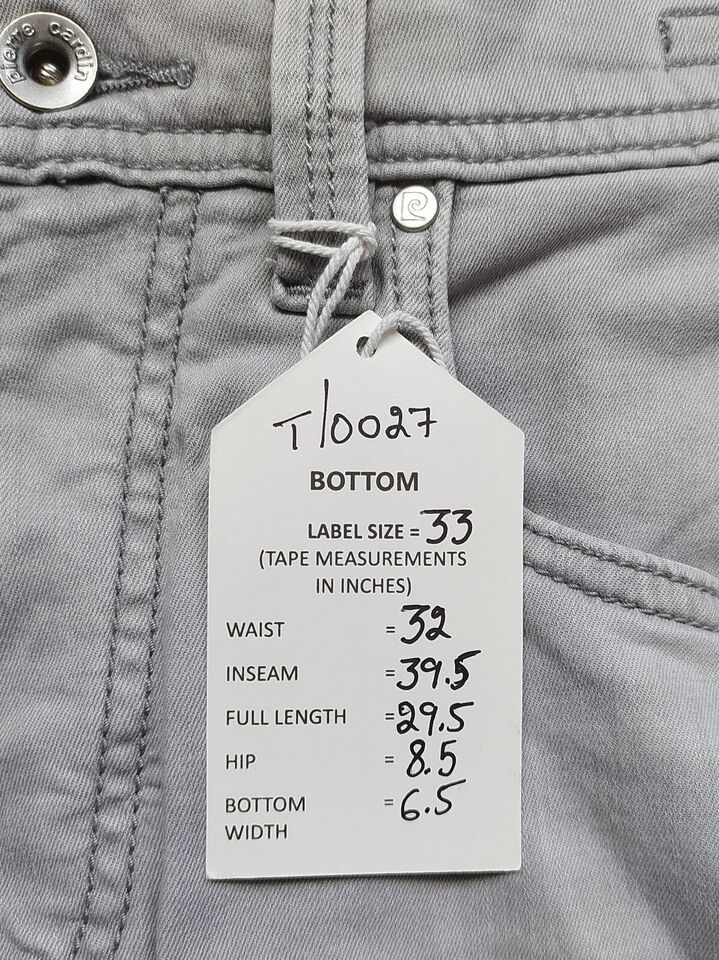 pierre cardin
T/0027
BOTTOM
LABEL SIZE = 33
(TAPE MEASUREMENTS
IN INCHES)
WAIST = 32
INSEAM = 39.5
FULL LENGTH = 29.5
HIP = 8.5
BOTTOM = 6.5
WIDTH